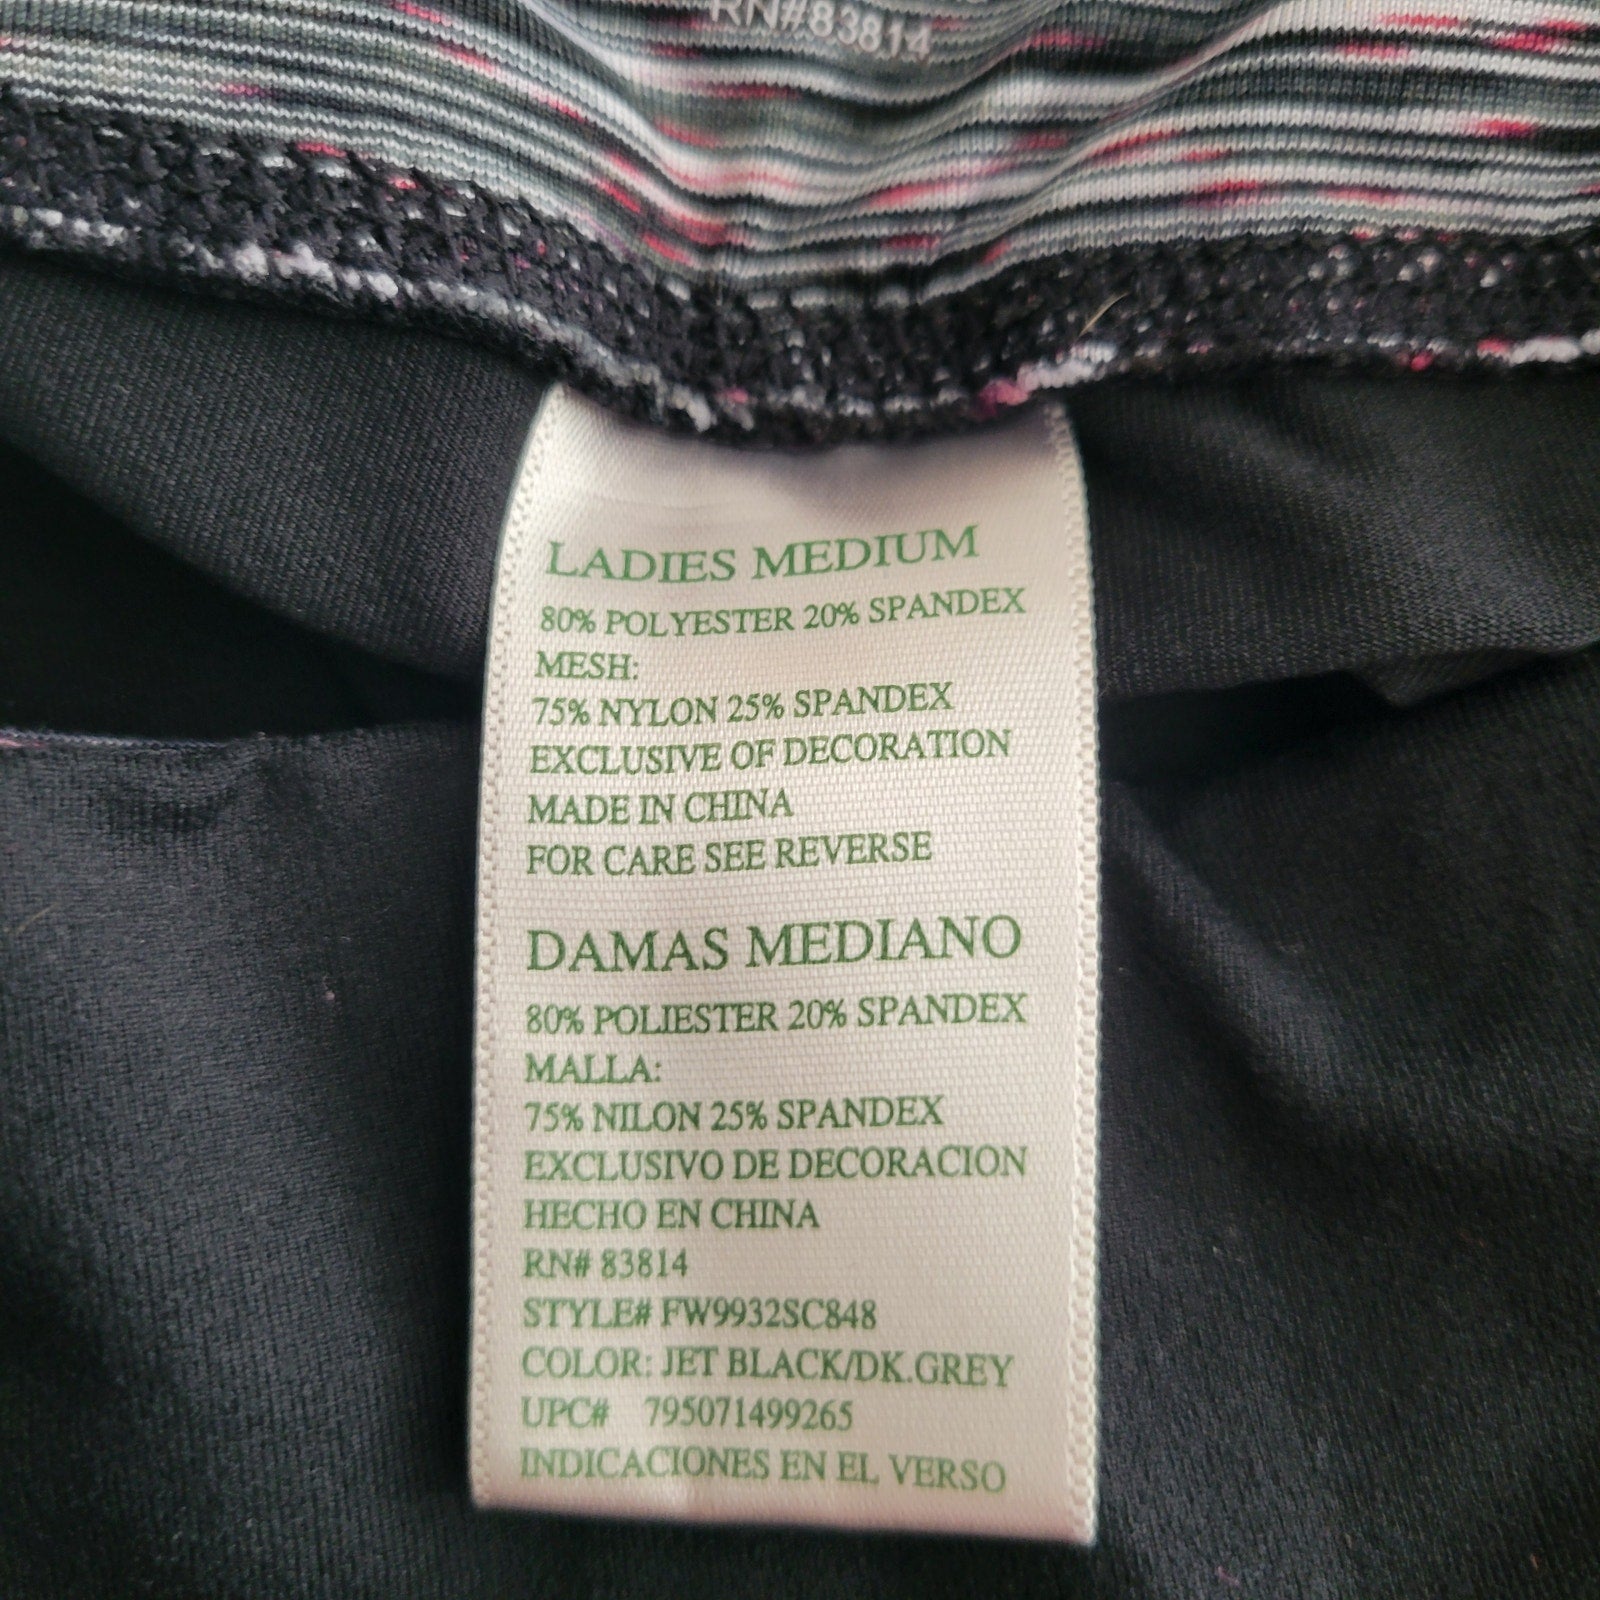 RN#83814
LADIES MEDIUM
80% POLYESTER 20% SPANDEX
MESH:
75% NYLON 25% SPANDEX
EXCLUSIVE OF DECORATION
MADE IN CHINA
FOR CARE SEE REVERSE
DAMAS MEDIANO
80% POLIESTER 20% SPANDEX
MALLA:
75% NILON 25% SPANDEX
EXCLUSIVO DE DECORACION
HECHO EN CHINA
RN# 83814
STYLE# FW9932SC848
COLOR: JET BLACK/DK.GREY
UPC# 795071499265
INDICACIONES EN EL VERSO